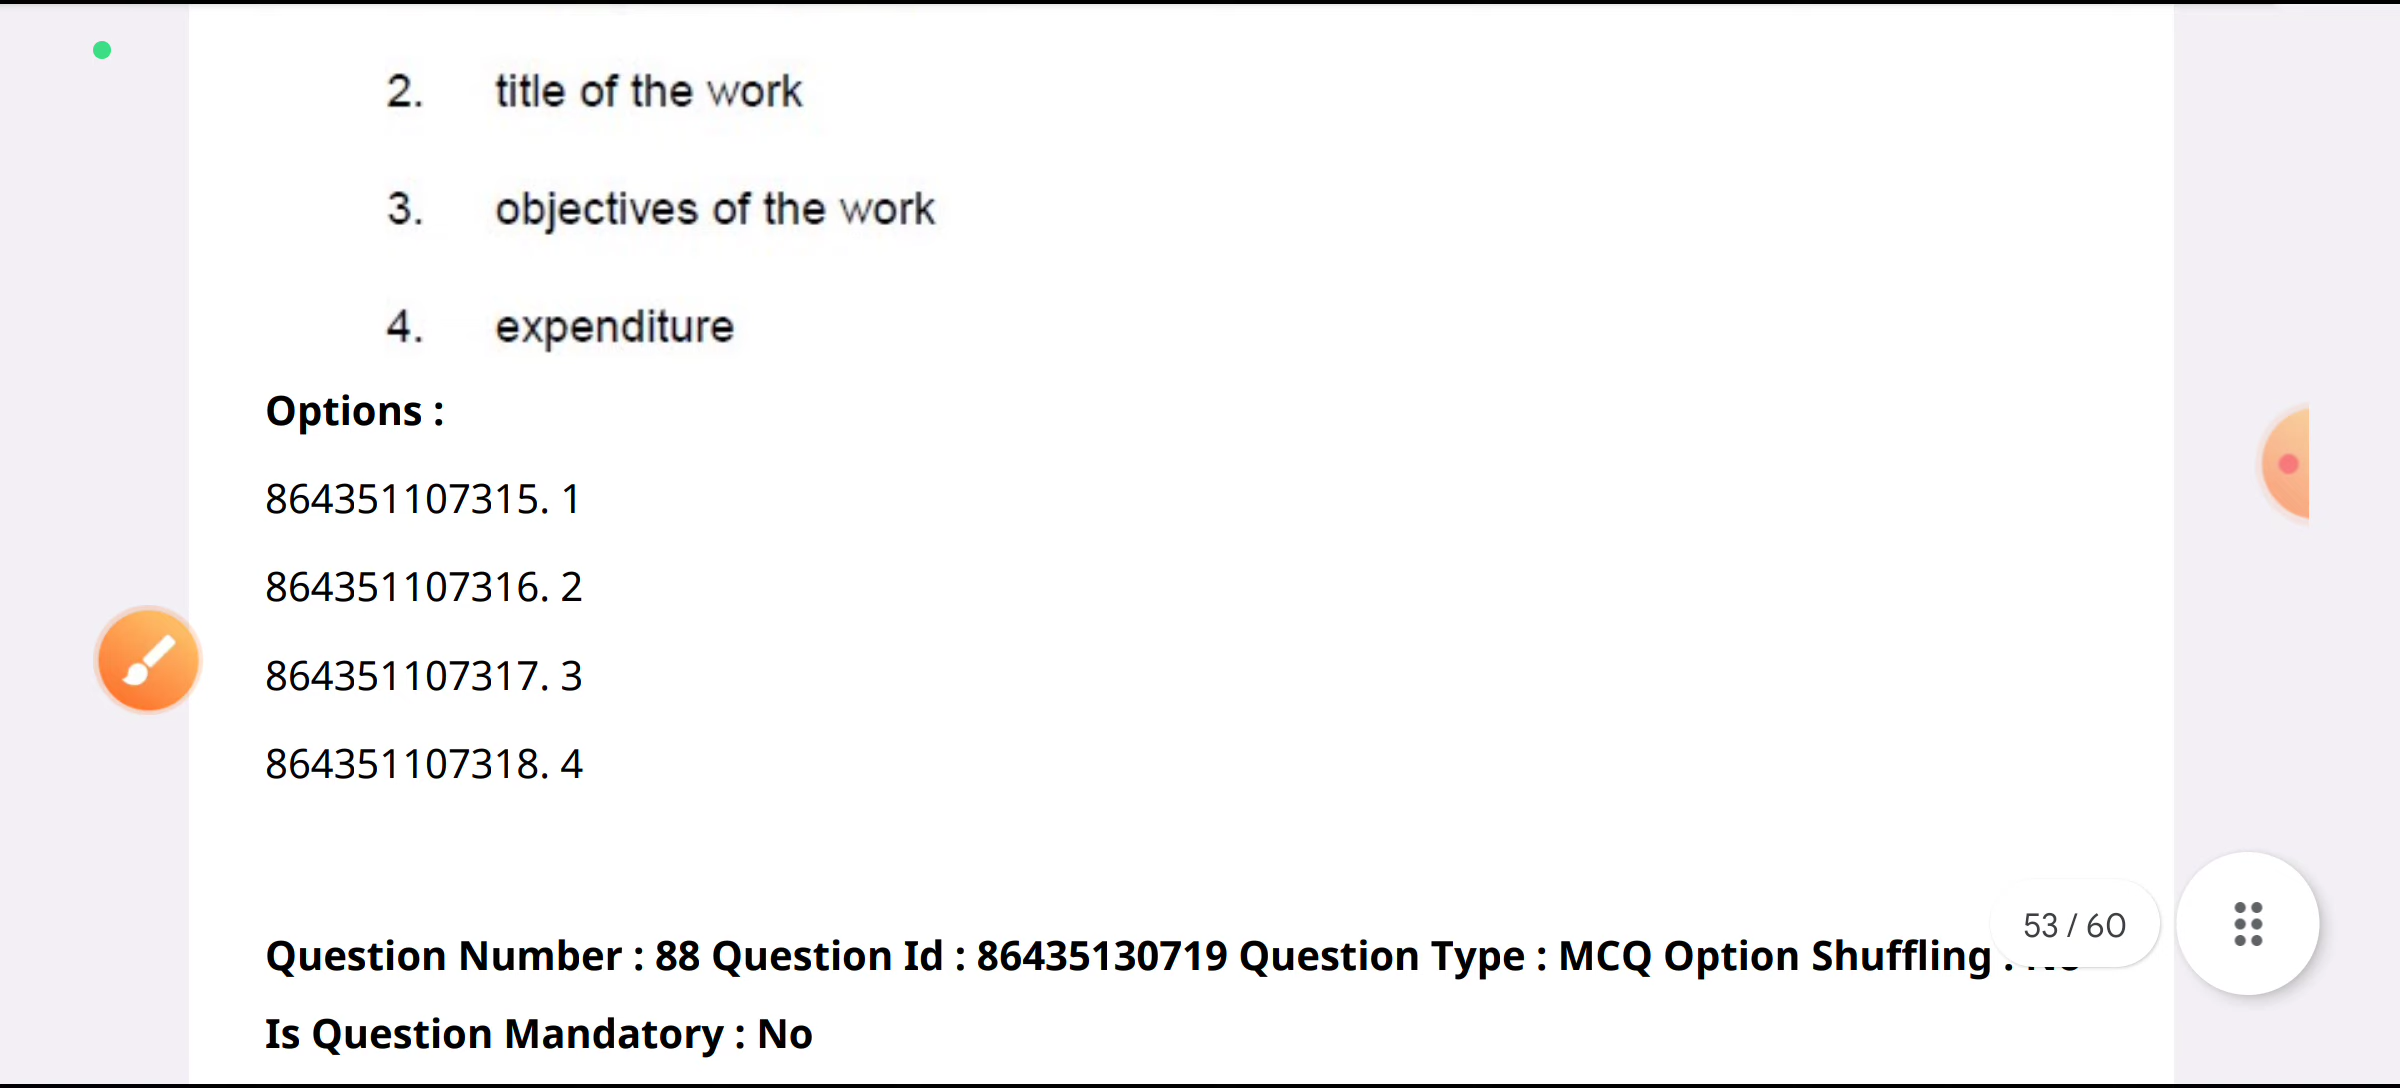 2. title of the work
3. objectives of the work
4. expenditure
Options :
864351107315. 1
864351107316. 2
864351107317. 3
864351107318. 4
53 / 60
Question Number : 88 Question Id : 86435130719 Question Type : MCQ Option Shuffling :
Is Question Mandatory : No